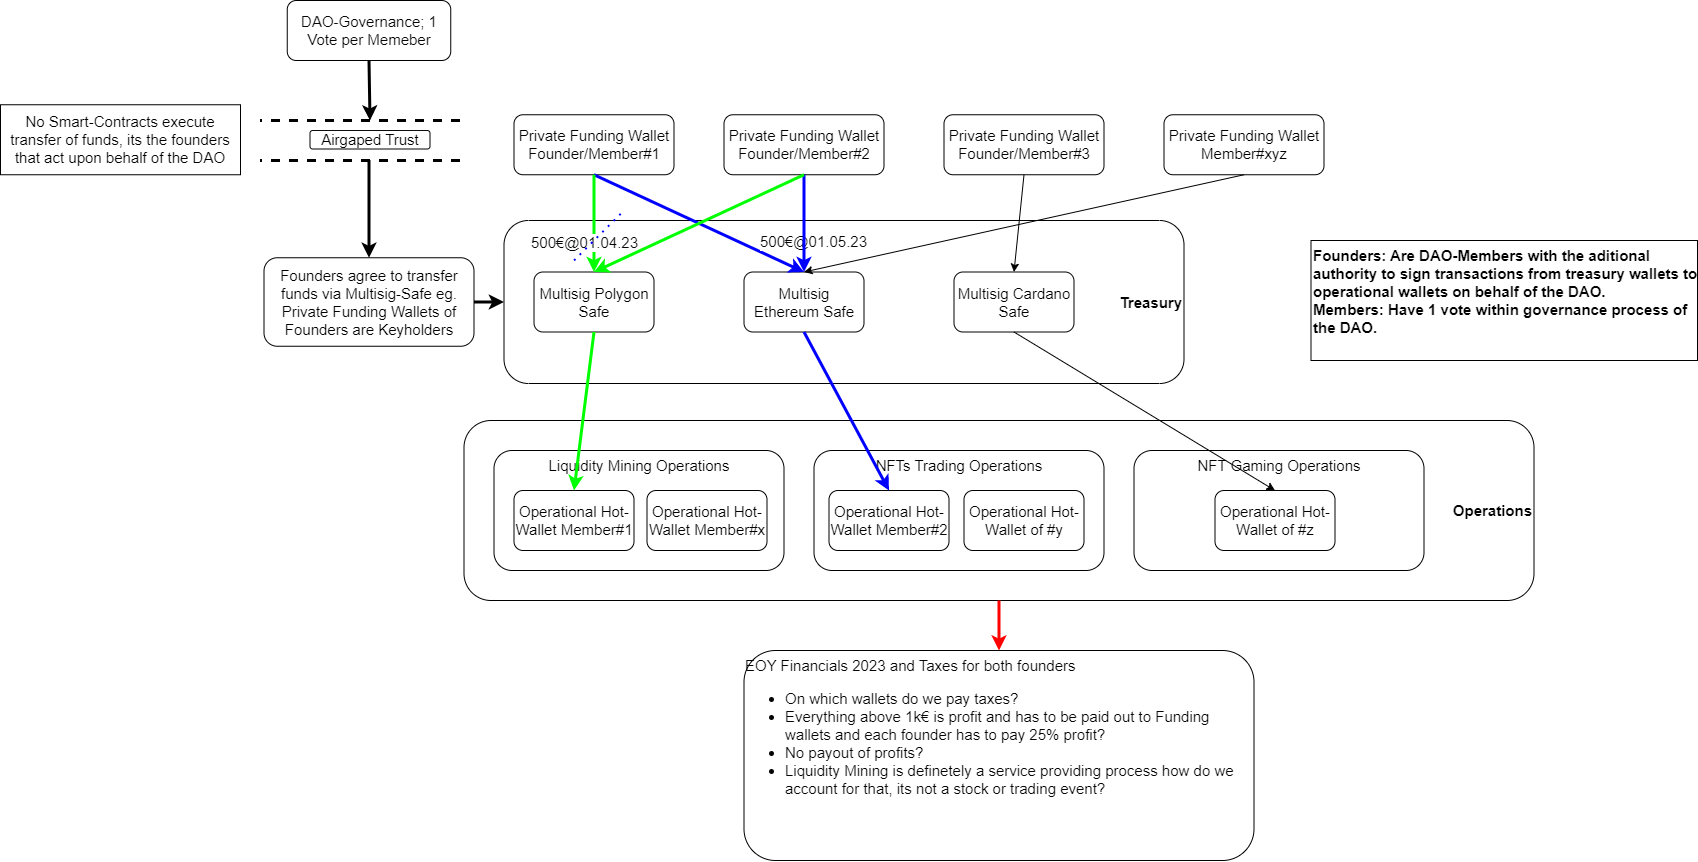 DAO-Governance; 1
Vote per Memeber
No Smart-Contracts execute
transfer of funds, its the founders
that act upon behalf of the DAO
Airgaped Trust
Private Funding Wallet
Founder/Member#1
Private Funding Wallet
Founder/Member#2
Private Funding Wallet
Founder/Member#3
Private Funding Wallet
Member#xyz
500€@01.04.23
500€@01.05.23
Founders agree to transfer
funds via Multisig-Safe eg.
Private Funding Wallets of
Founders are Keyholders
Multisig Polygon
Safe
Multisig
Ethereum Safe
Multisig Cardano
Safe
Treasury
Founders: Are DAO-Members with the aditional
authority to sign transactions from treasury wallets to
operational wallets on behalf of the DAO.
Members: Have 1 vote within governance process of
the DAO.
Liquidity Mining Operations
Operational Hot-
Wallet Member#1
Operational Hot-
Wallet Member#x
NFTs Trading Operations
Operational Hot-
Wallet Member#2
Operational Hot-
Wallet of #y
NFT Gaming Operations
Operational Hot-
Wallet of #z
Operations
EOY Financials 2023 and Taxes for both founders
• On which wallets do we pay taxes?
• Everything above 1k€ is profit and has to be paid out to Funding
wallets and each founder has to pay 25% profit?
• No payout of profits?
• Liquidity Mining is definetely a service providing process how do we
account for that, its not a stock or trading event?